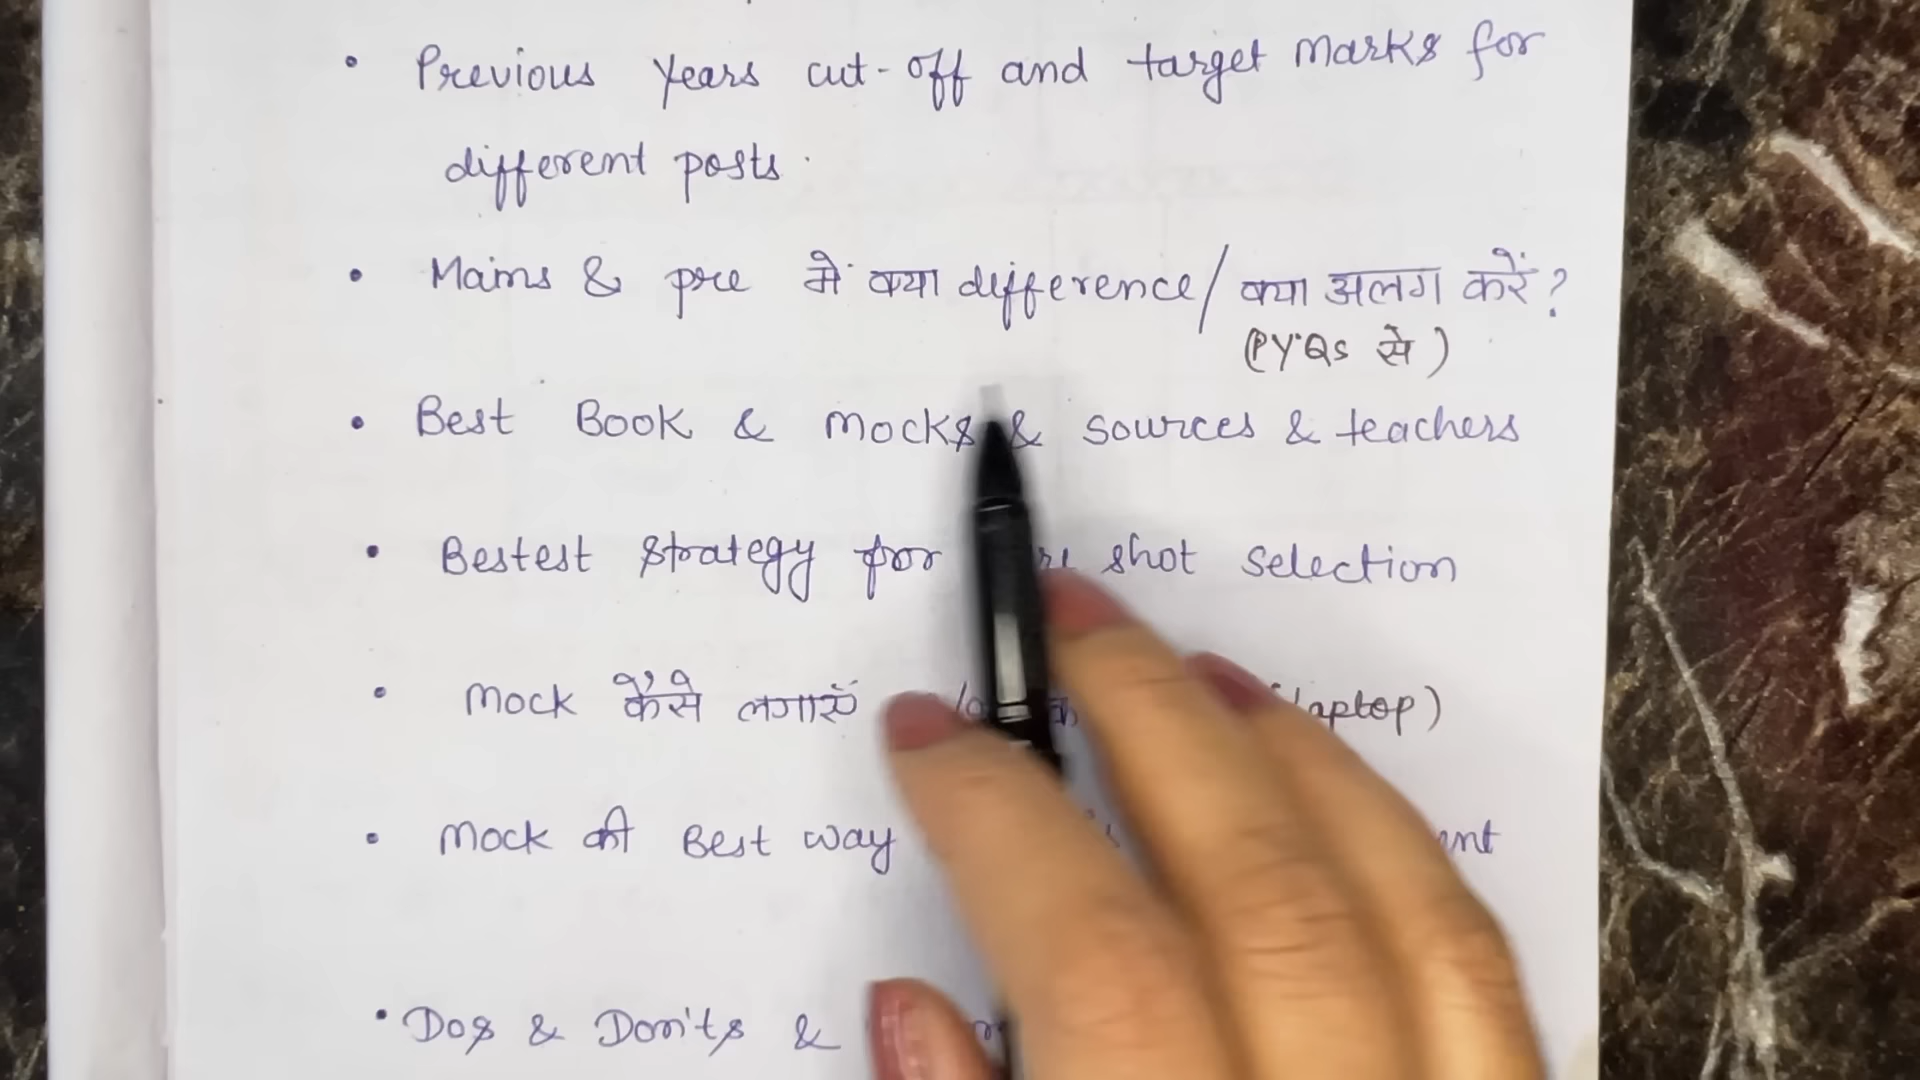 • Previous Years cut-off and target Marks for
different posts.
• Mains & pre में क्या difference/ क्या अलग करें?
(PYQs से)
• Best Book & Mocks & sources & teachers
• Bestest strategy for shot selection
• Mock कैसे लगाएँ laptop)
• Mock की Best way
• Dos & Don'ts &